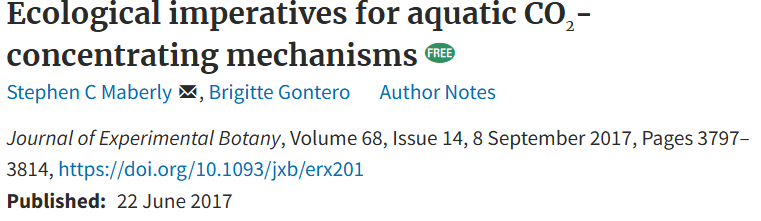 Ecological imperatives for aquatic CO₂-
concentrating mechanisms FREE
Stephen C Maberly , Brigitte Gontero Author Notes
Journal of Experimental Botany, Volume 68, Issue 14, 8 September 2017, Pages 3797–
3814, https://doi.org/10.1093/jxb/erx201
Published: 22 June 2017